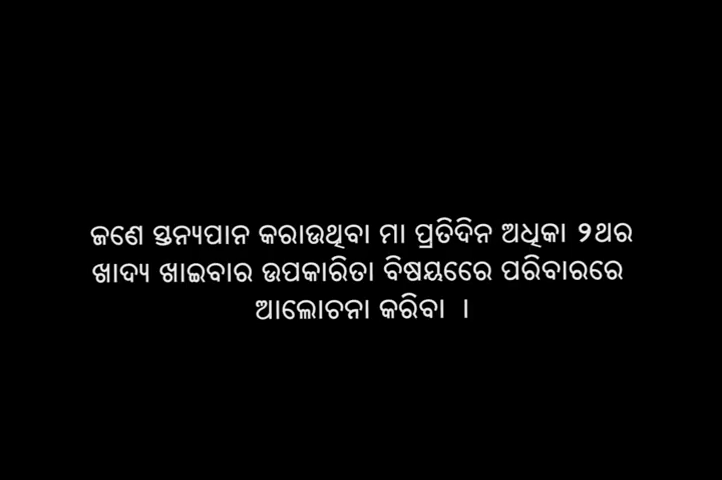 ଜଣେ ସ୍ତନ୍ୟପାନ କରାଉଥିବା ମା ପ୍ରତିଦିନ ଅଧିକା ୨ଥର
ଖାଦ୍ୟ ଖାଇବାର ଉପକାରିତା ବିଷୟରେ ପରିବାରରେ
ଆଲୋଚନା କରିବା ।